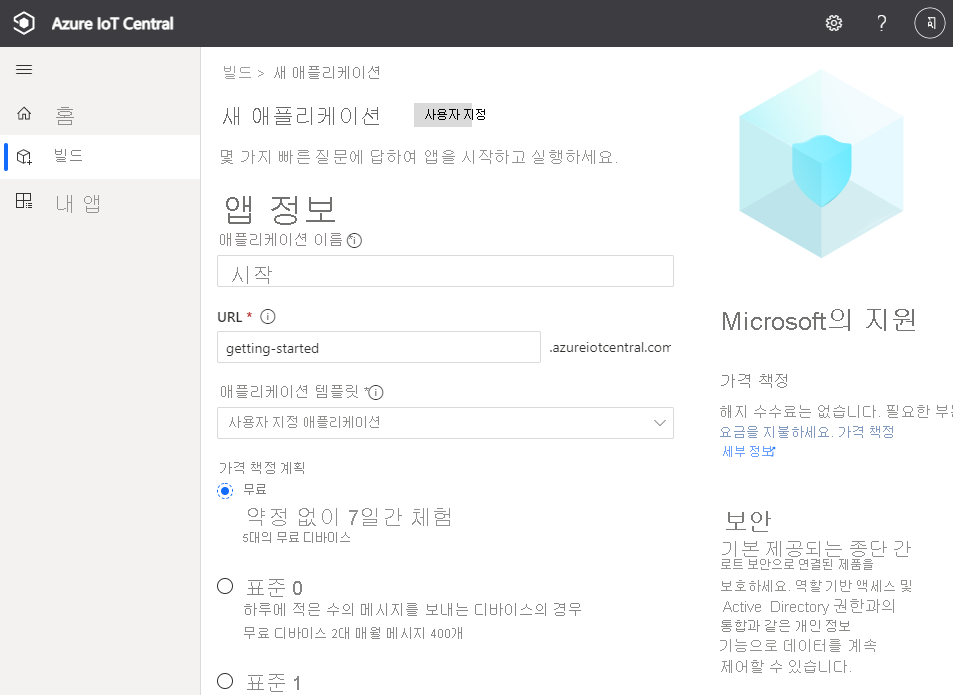 Azure IoT Central
?
홈
빌드
내 앱
빌드 > 새 애플리케이션
새 애플리케이션 사용자 지정
몇 가지 빠른 질문에 답하여 앱을 시작하고 실행하세요.
앱 정보
애플리케이션 이름
시작
URL *
getting-started .azureiotcentral.com
애플리케이션 템플릿 *
사용자 지정 애플리케이션
가격 책정 계획
무료
약정 없이 7일간 체험
5대의 무료 디바이스
표준 0
하루에 적은 수의 메시지를 보내는 디바이스의 경우
무료 디바이스 2대 매월 메시지 400개
표준 1
Microsoft의 지원
가격 책정
해지 수수료는 없습니다. 필요한
요금을 지불하세요. 가격 책정
세부 정보
보안
기본 제공되는 종단 간
로트 보안으로 연결된 제품을
보호하세요. 역할 기반 액세스 및
Active Directory 권한과의
통합과 같은 개인 정보
기능으로 데이터를 계속
제어할 수 있습니다.